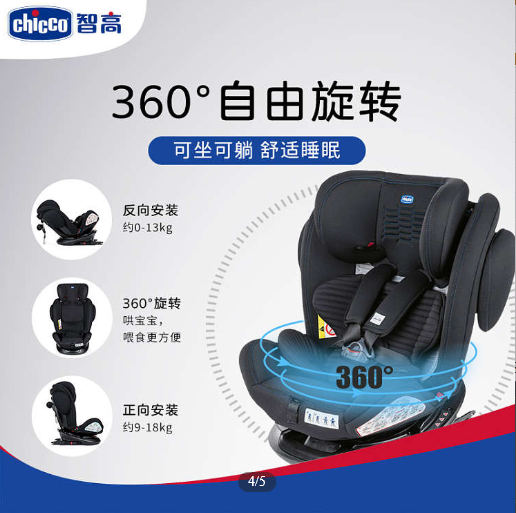 chicco 智高
360°自由旋转
可坐可躺 舒适睡眠
反向安装
约0-13kg
360°旋转
哄宝宝，
喂食更方便
正向安装
约9-18kg
chicco
360°
4/5